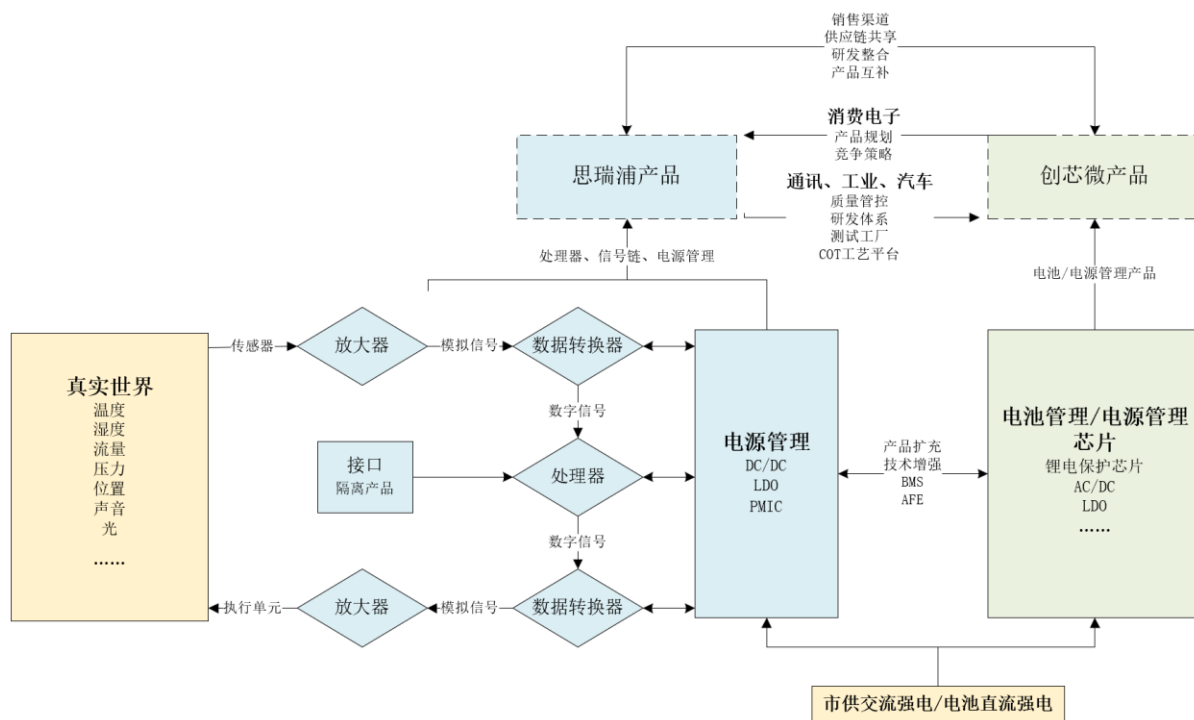 销售渠道
供应链共享
研发整合
产品互补
消费电子
产品规划
竞争策略
思瑞浦产品
创芯微产品
通讯、工业、汽车
质量管控
研发体系
测试工厂
COT工艺平台
处理器、信号链、电源管理
电池/电源管理产品
真实世界
温度
湿度
流量
压力
位置
声音
光
……
传感器
放大器
模拟信号
数据转换器
数字信号
接口
隔离产品
处理器
数字信号
执行单元
放大器
模拟信号
数据转换器
电源管理
DC/DC
LDO
PMIC
产品扩充
技术增强
BMS
AFE
电池管理/电源管理
芯片
锂电保护芯片
AC/DC
LDO
……
市供交流强电/电池直流强电